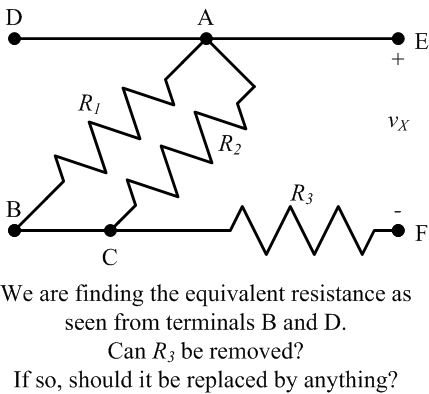 D
A
E
+
R1
vX
R2
B
R3
-
C
F
We are finding the equivalent resistance as
seen from terminals B and D.
Can R3 be removed?
If so, should it be replaced by anything?